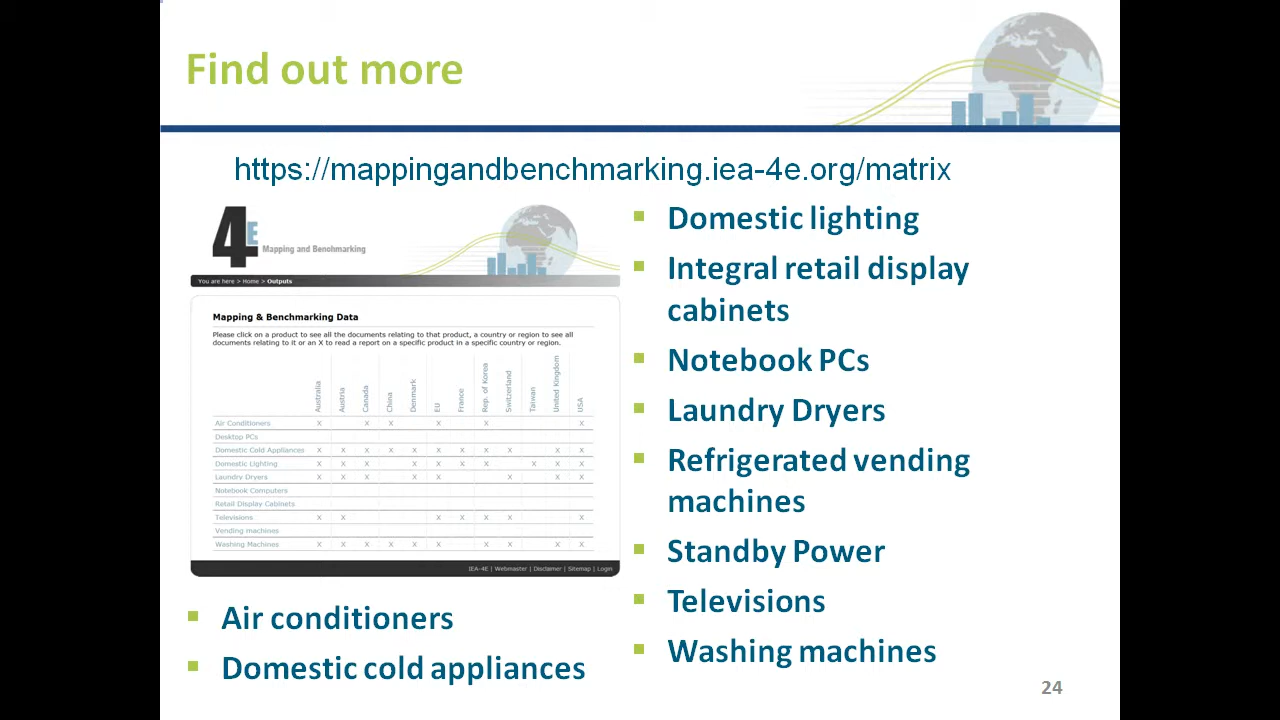 Find out more
https://mappingandbenchmarking.iea-4e.org/matrix
4E Mapping and Benchmarking
You are here > Home > Outputs
Mapping & Benchmarking Data
Please click on a product to see all the documents relating to that product, a country or region to see all
documents relating to it or an X to read a report on a specific product in a specific country or region.
Australia Austria Canada China Denmark EU France Rep. of Korea Switzerland Taiwan United Kingdom USA
Air Conditioners X X X X X X
Desktop PCs
Domestic Cold Appliances X X X X X X X X X X X
Domestic Lighting X X X X X X X X X X
Laundry Dryers X X X X X X X X
Notebook Computers
Retail Display Cabinets
Televisions X X X X X X X
Vending machines
Washing Machines X X X X X X X X X X
IEA-4E | Webmaster | Disclaimer | Sitemap | Login
Air conditioners
Domestic cold appliances
Domestic lighting
Integral retail display
cabinets
Notebook PCs
Laundry Dryers
Refrigerated vending
machines
Standby Power
Televisions
Washing machines
24